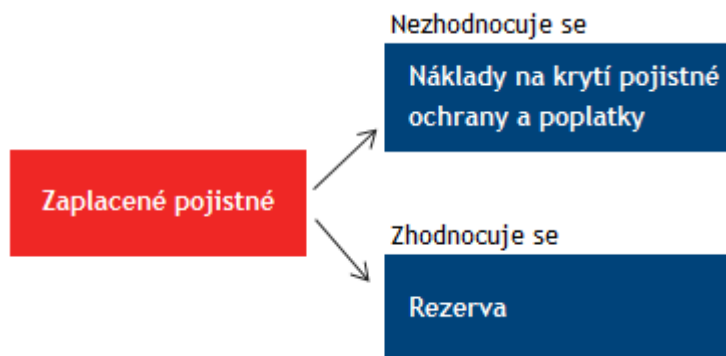 Nezhodnocuje se
Náklady na krytí pojistné
ochrany a poplatky
Zaplacené pojistné
Zhodnocuje se
Rezerva